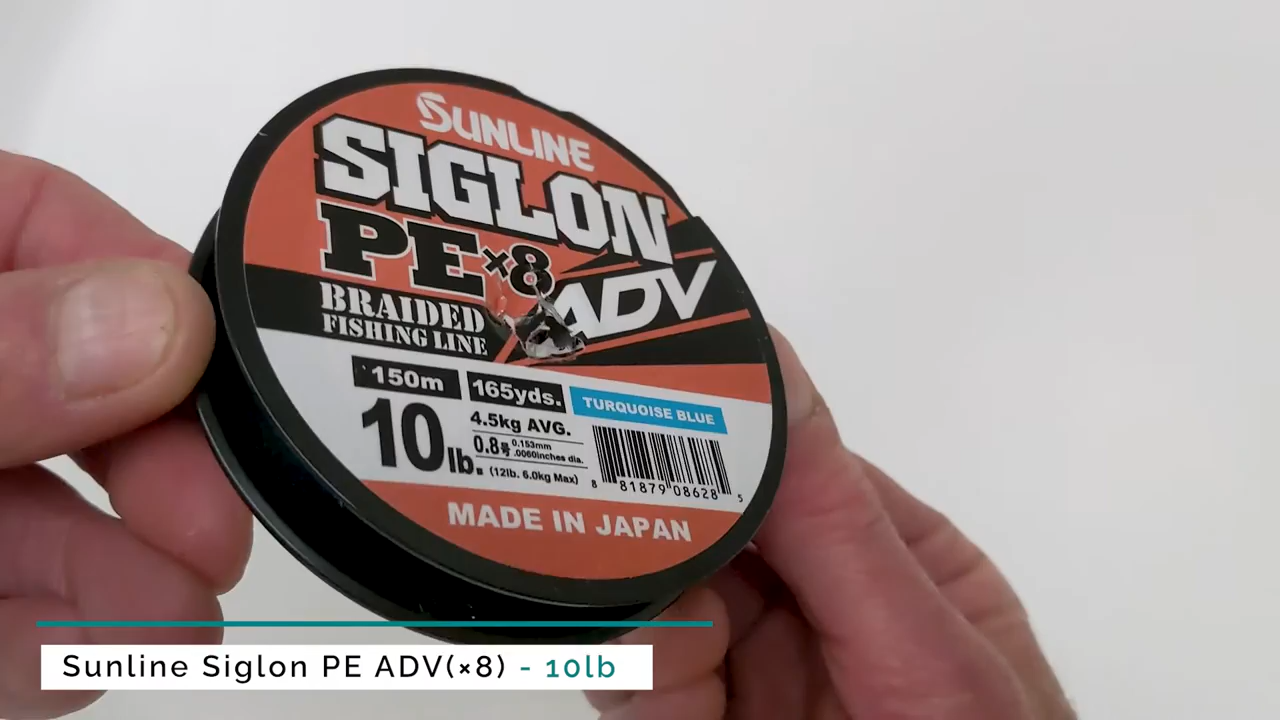 SUNLINE
SIGLON
PE×8
ADV
BRAIDED
FISHING LINE
150m 165yds. TURQUOISE BLUE
10lb.
4.5kg AVG.
0.8号 0.153mm
.0060inches dia.
(12lb. 6.0kg Max)
8 81879 08628 5
MADE IN JAPAN
Sunline Siglon PE ADV(×8) - 10lb